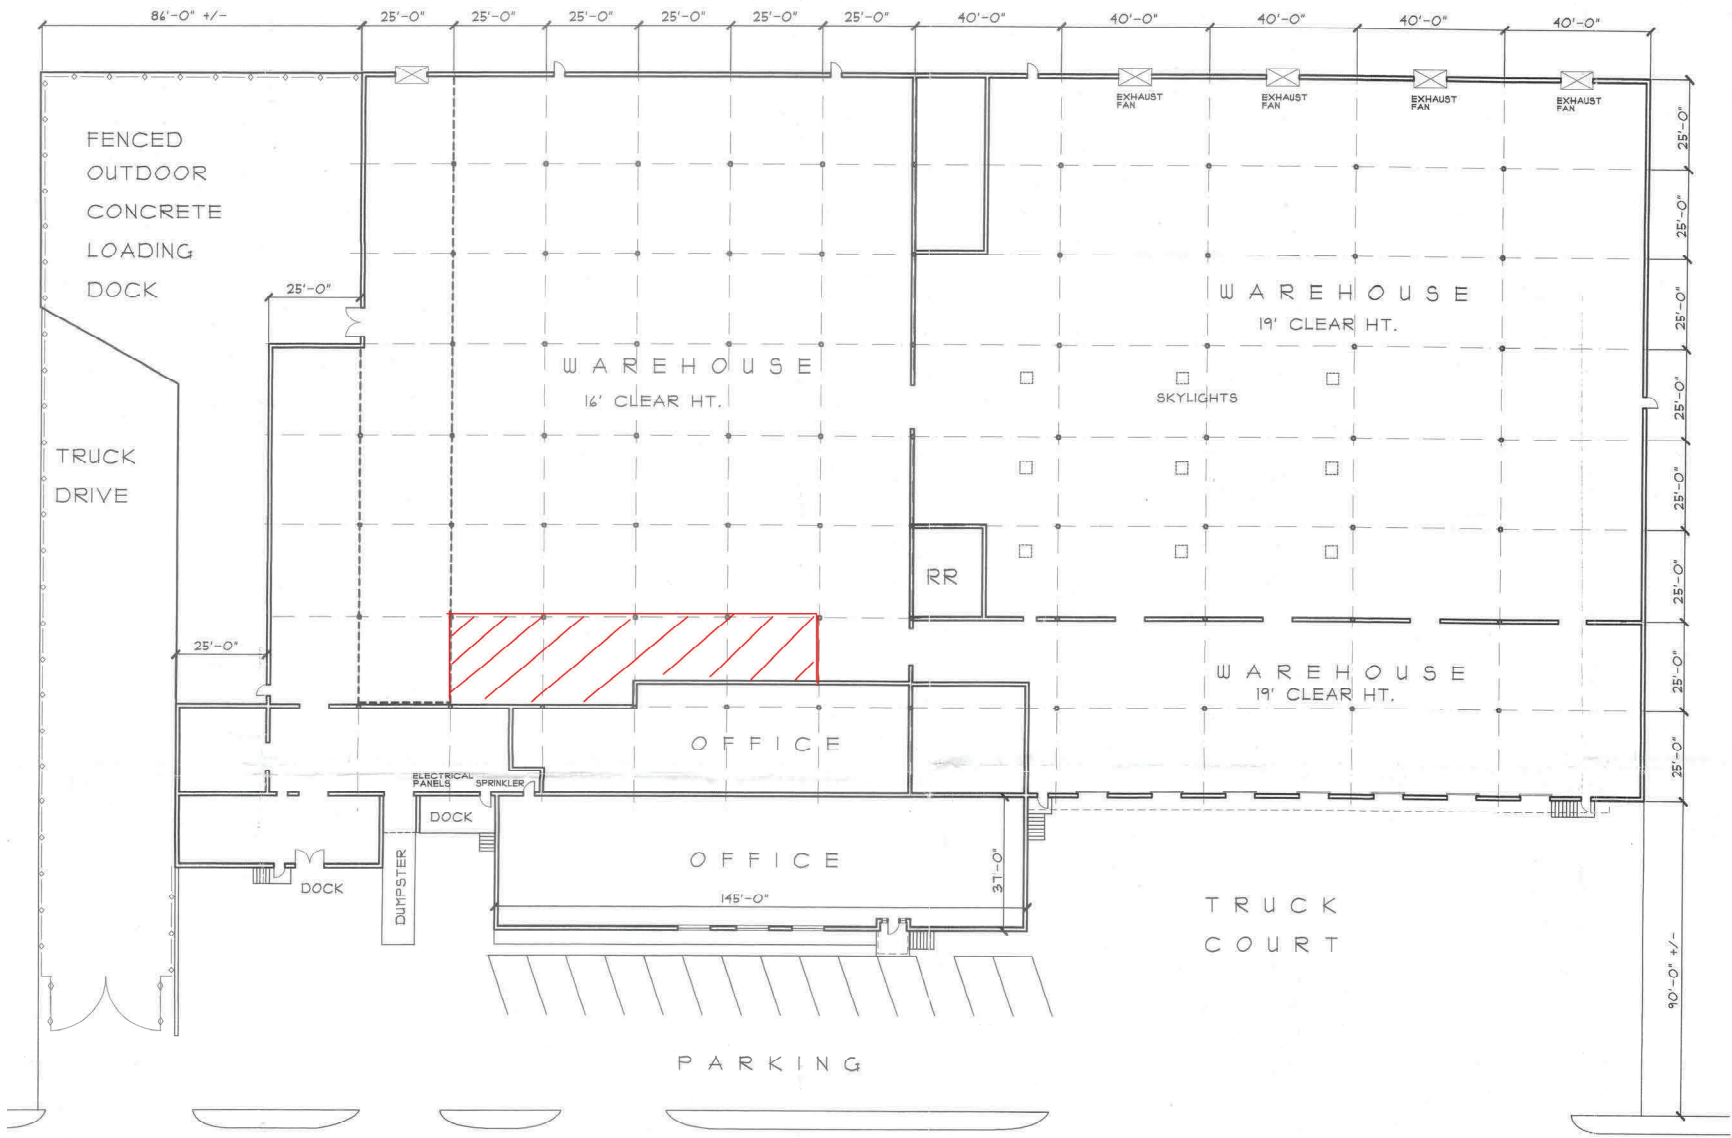 86'-0" +/-
25'-0"
25'-0"
25'-0"
25'-0"
25'-0"
25'-0"
40'-0"
40'-0"
40'-0"
40'-0"
40'-0"
EXHAUST
FAN
EXHAUST
FAN
EXHAUST
FAN
EXHAUST
FAN
FENCED
OUTDOOR
CONCRETE
LOADING
DOCK
25'-0"
25'-0"
25'-0"
25'-0"
WAREHOUSE
19' CLEAR HT.
WAREHOUSE
16' CLEAR HT.
SKYLIGHTS
25'-0"
TRUCK
DRIVE
25'-0"
RR
25'-0"
25'-0"
WAREHOUSE
19' CLEAR HT.
25'-0"
OFFICE
25'-0"
ELECTRICAL
PANELS
SPRINKLER
DOCK
OFFICE
37'-0"
DUMPSTER
DOCK
145'-0"
TRUCK
COURT
90'-0" +/-
PARKING